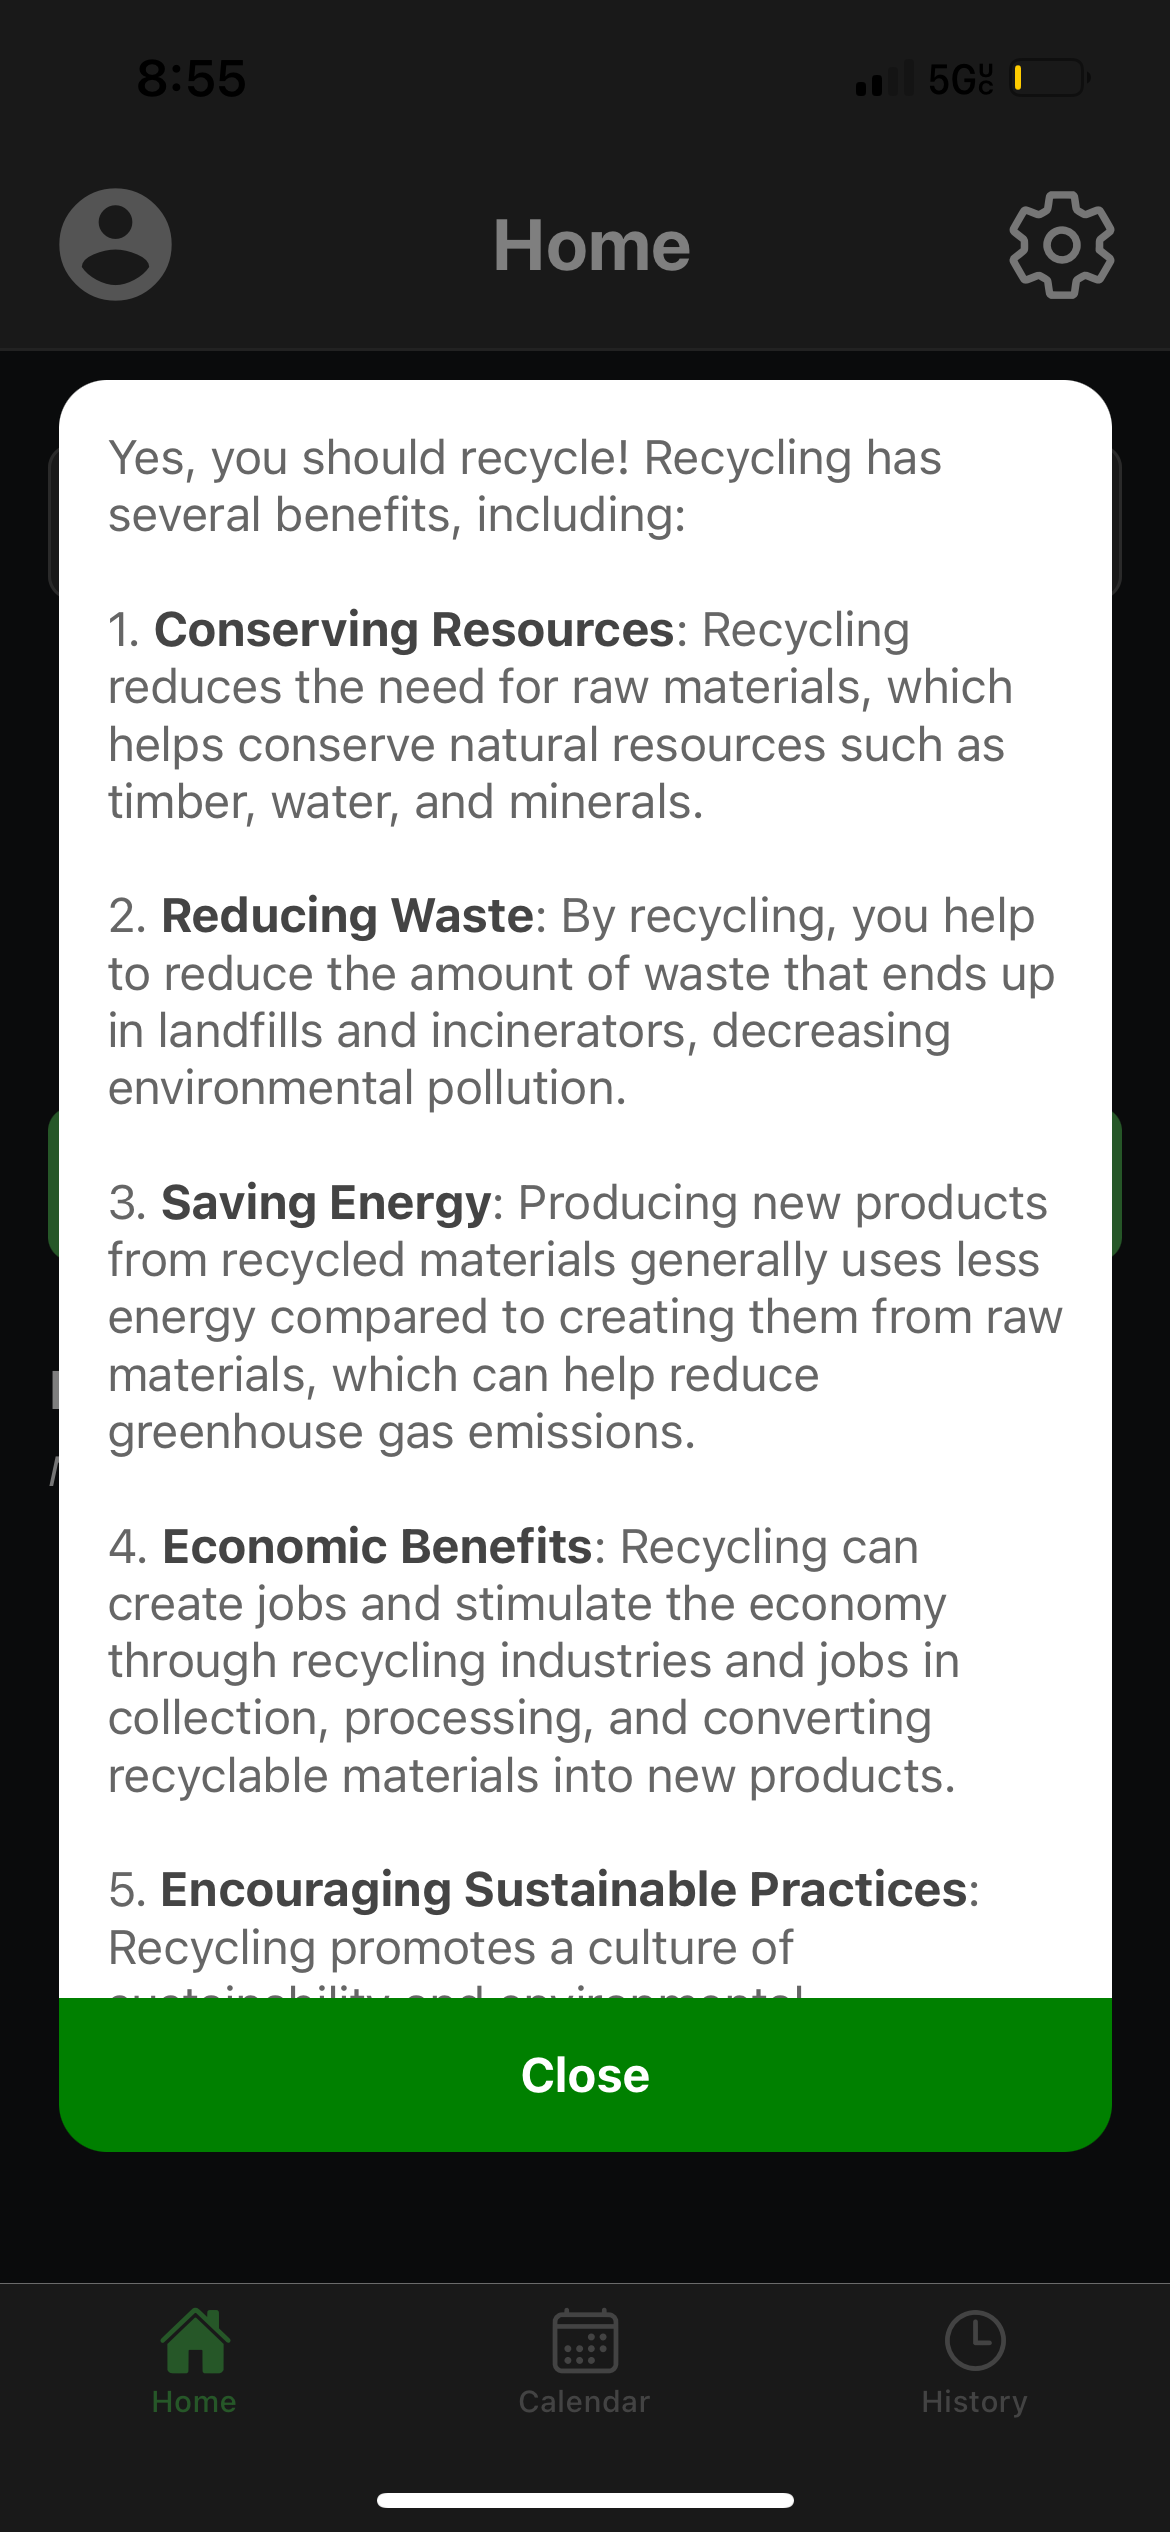 8:55
5G UC
Home
Yes, you should recycle! Recycling has
several benefits, including:
1. Conserving Resources: Recycling
reduces the need for raw materials, which
helps conserve natural resources such as
timber, water, and minerals.
2. Reducing Waste: By recycling, you help
to reduce the amount of waste that ends up
in landfills and incinerators, decreasing
environmental pollution.
3. Saving Energy: Producing new products
from recycled materials generally uses less
energy compared to creating them from raw
materials, which can help reduce
greenhouse gas emissions.
4. Economic Benefits: Recycling can
create jobs and stimulate the economy
through recycling industries and jobs in
collection, processing, and converting
recyclable materials into new products.
5. Encouraging Sustainable Practices:
Recycling promotes a culture of
sustainability and environmental
Close
Home
Calendar
History